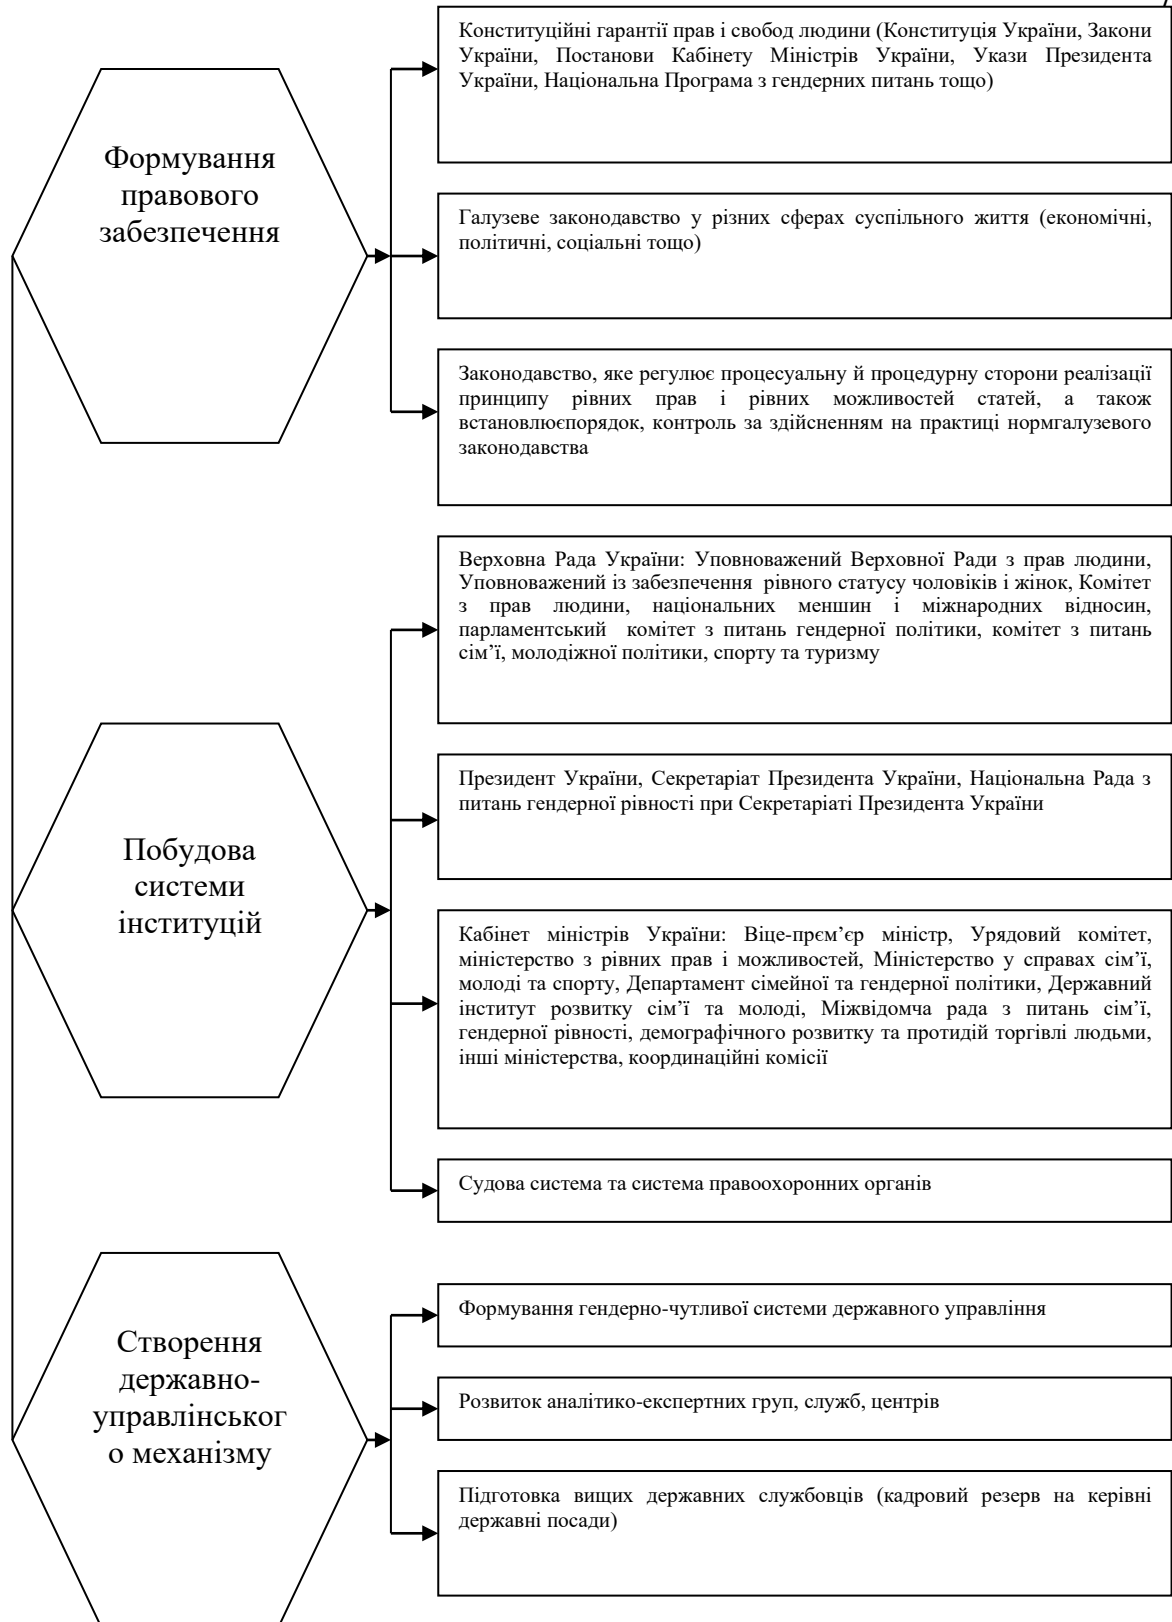 Формування
правового
забезпечення
Конституційні гарантії прав і свобод людини (Конституція України, Закони
України, Постанови Кабінету Міністрів України, Укази Президента
України, Національна Програма з гендерних питань тощо)
Галузеве законодавство у різних сферах суспільного життя (економічні,
політичні, соціальні тощо)
Законодавство, яке регулює процесуальну й процедурну сторони реалізації
принципу рівних прав і рівних можливостей статей, а також
встановлюєпорядок, контроль за здійсненням на практиці нормгалузевого
законодавства
Побудова
системи
інституцій
Верховна Рада України: Уповноважений Верховної Ради з прав людини,
Уповноважений із забезпечення рівного статусу чоловіків і жінок, Комітет
з прав людини, національних меншин і міжнародних відносин,
парламентський комітет з питань гендерної політики, комітет з питань
сім’ї, молодіжної політики, спорту та туризму
Президент України, Секретаріат Президента України, Національна Рада з
питань гендерної рівності при Секретаріаті Президента України
Кабінет міністрів України: Віце-прєм’єр міністр, Урядовий комітет,
міністерство з рівних прав і можливостей, Міністерство у справах сім’ї,
молоді та спорту, Департамент сімейної та гендерної політики, Державний
інститут розвитку сім’ї та молоді, Міжвідомча рада з питань сім’ї,
гендерної рівності, демографічного розвитку та протидій торгівлі людьми,
інші міністерства, координаційні комісії
Судова система та система правоохоронних органів
Створення
державно-
управлінськог
о механізму
Формування гендерно-чутливої системи державного управління
Розвиток аналітико-експертних груп, служб, центрів
Підготовка вищих державних службовців (кадровий резерв на керівні
державні посади)